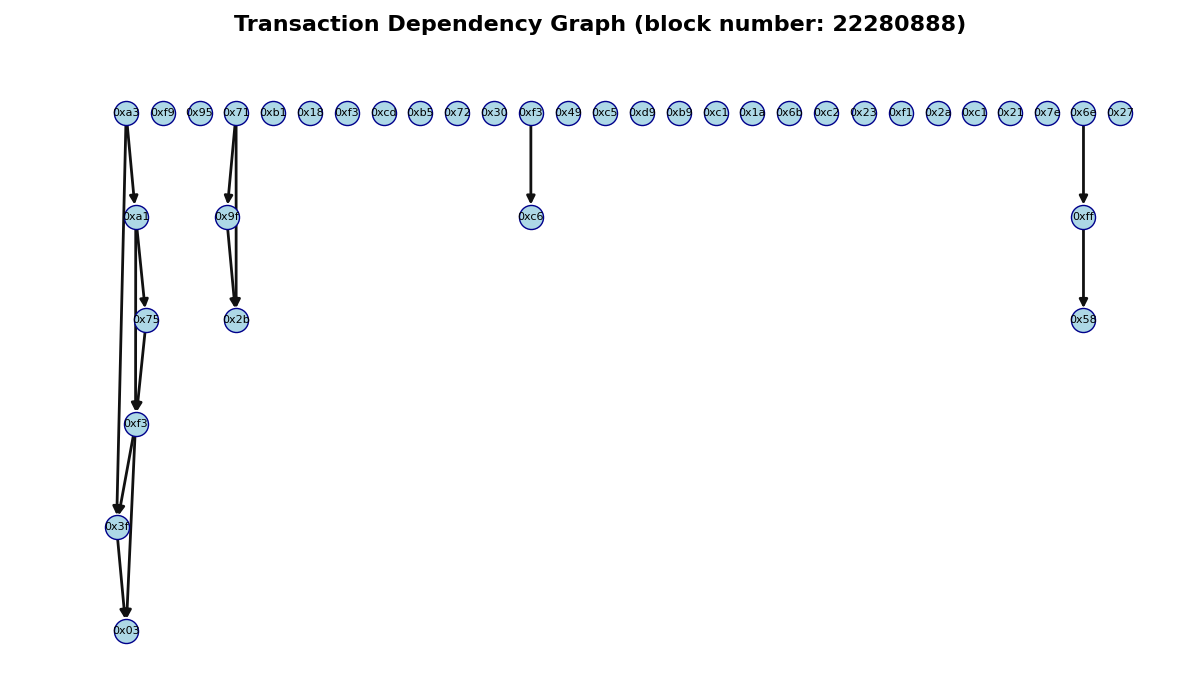 Transaction Dependency Graph (block number: 22280888)
0xa3 0xf9 0x95 0x71 0xb1 0x18 0xf3 0xcd 0xb5 0x72 0x30 0xf3 0x49 0xc5 0xd9 0xb9 0xc1 0x1a 0x6b 0xc2 0x23 0xf1 0x2a 0xc1 0x21 0x7e 0x6e 0x27
0xa1 0x9f 0xc6 0xff
0x75 0x2b 0x58
0xf3
0x3f
0x03